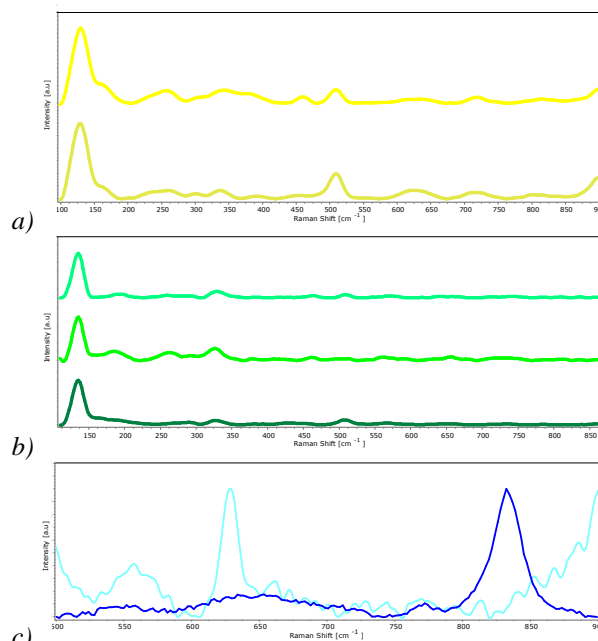 Intensity [a.u]
100 150 200 250 300 350 400 450 500 550 600 650 700 750 800 850 900
Raman Shift [cm ⁻¹ ]
a)
Intensity [a.u]
150 200 250 300 350 400 450 500 550 600 650 700 750 800 850
Raman Shift [cm ⁻¹ ]
b)
Intensity [a.u]
500 550 600 650 700 750 800 850
Raman Shift [cm ⁻¹ ]
c)